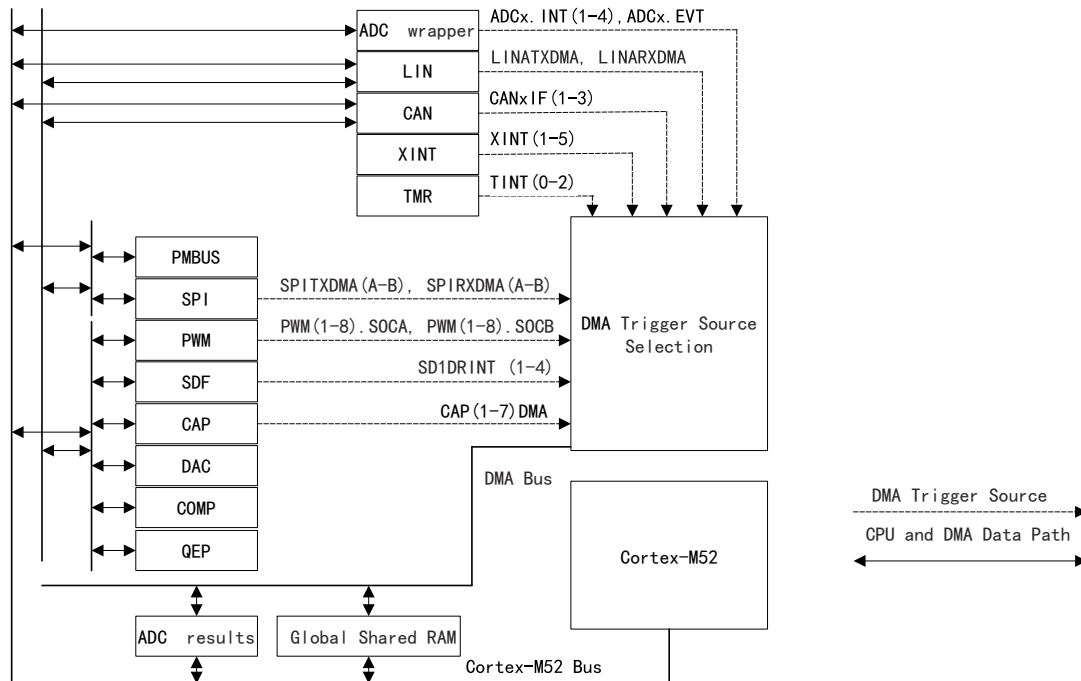 ADCx.INT(1-4), ADCx.EVT
ADC wrapper
LINATXDMA, LINARXDMA
LIN
CANxIF(1-3)
CAN
XINT(1-5)
XINT
TINT(0-2)
TMR
PMBUS
SPITXDMA(A-B), SPIRXDMA(A-B)
SPI
PWM(1-8).SOCA, PWM(1-8).SOCB
PWM
DMA Trigger Source
Selection
SD1DRINT (1-4)
SDF
CAP(1-7)DMA
CAP
DAC
DMA Bus
COMP
QEP
Cortex-M52
DMA Trigger Source
CPU and DMA Data Path
ADC results
Global Shared RAM
Cortex-M52 Bus